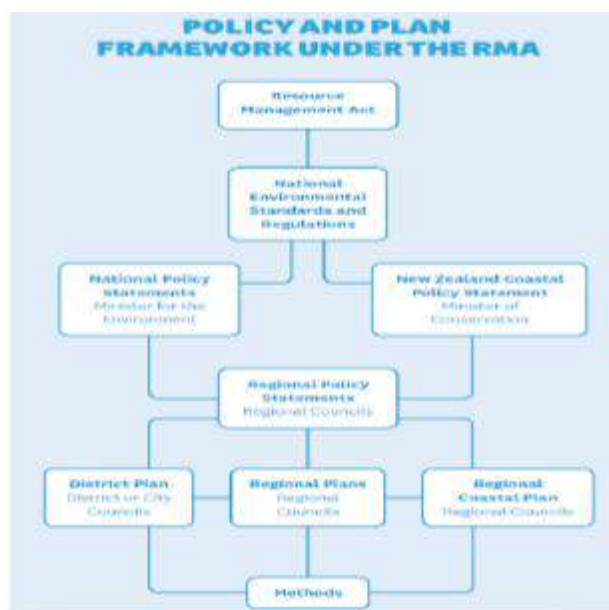 POLICY AND PLAN
FRAMEWORK UNDER THE RMA
Resource
Management Act
National
Environmental
Standards and
Regulations
National Policy
Statements
Minister for the
Environment
New Zealand Coastal
Policy Statement
Minister of
Conservation
Regional Policy
Statements
Regional Councils
District Plan
District or City
Councils
Regional Plans
Regional
Councils
Regional
Coastal Plan
Regional Councils
Methods